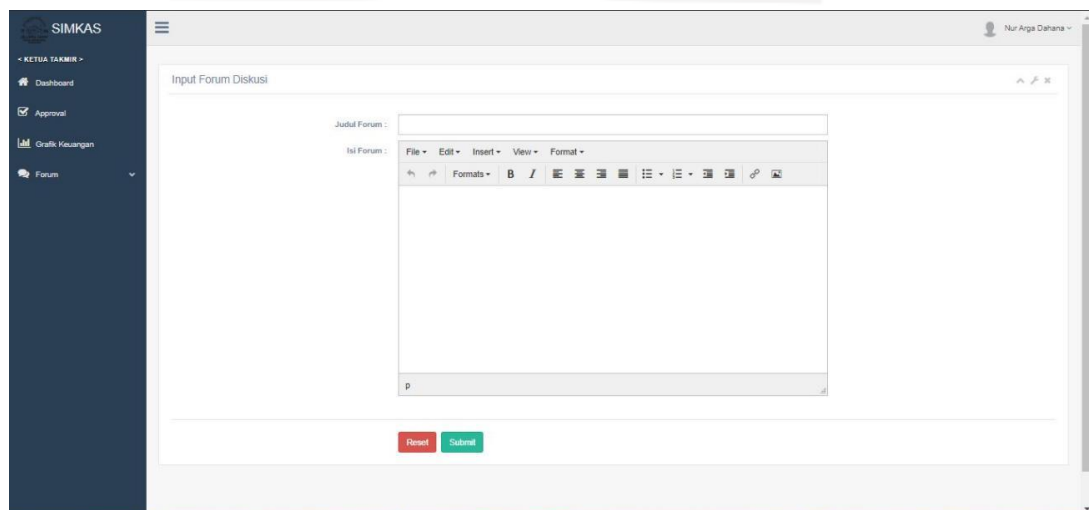 SIMKAS
Nur Arga Dahana
< KETUA TAKMIR >
Dashboard
Approval
Grafik Keuangan
Forum
Input Forum Diskusi
Judul Forum :
Isi Forum :
File Edit Insert View Format
Formats B I
p
Reset Submit